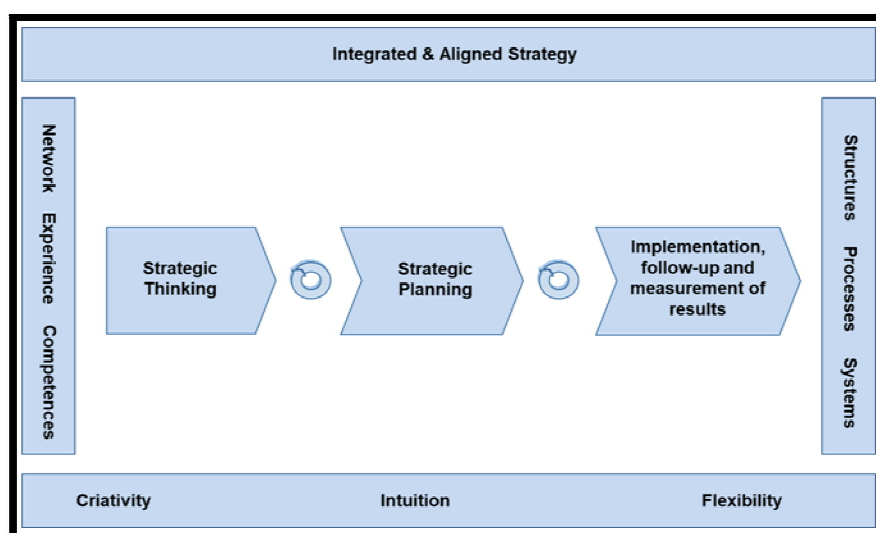 Integrated & Aligned Strategy
Network Experience Competences
Strategic
Thinking
Strategic
Planning
Implementation,
follow-up and
measurement of
results
Structures Processes Systems
Criativity Intuition Flexibility